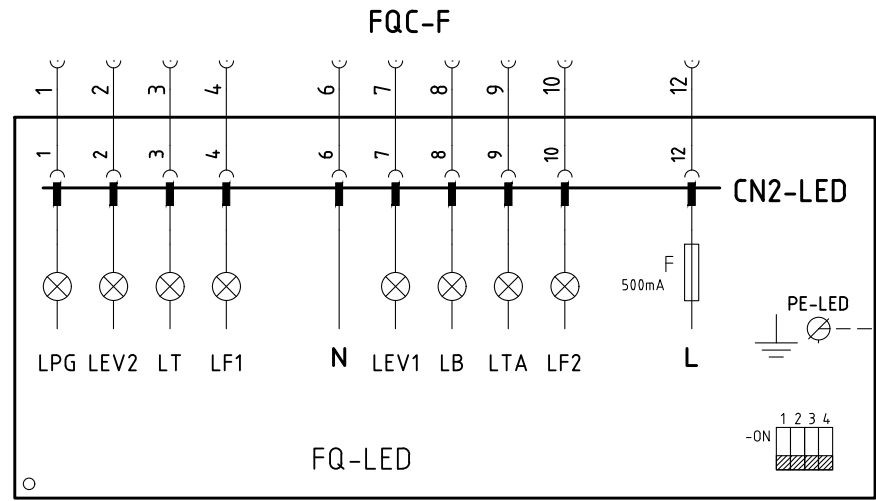 FQC-F
1 2 3 4 6 7 8 9 10 12
1 2 3 4 6 7 8 9 10 12
CN2-LED
F
500mA
PE-LED
LPG LEV2 LT LF1 N LEV1 LB LTA LF2 L
1 2 3 4
-ON
FQ-LED